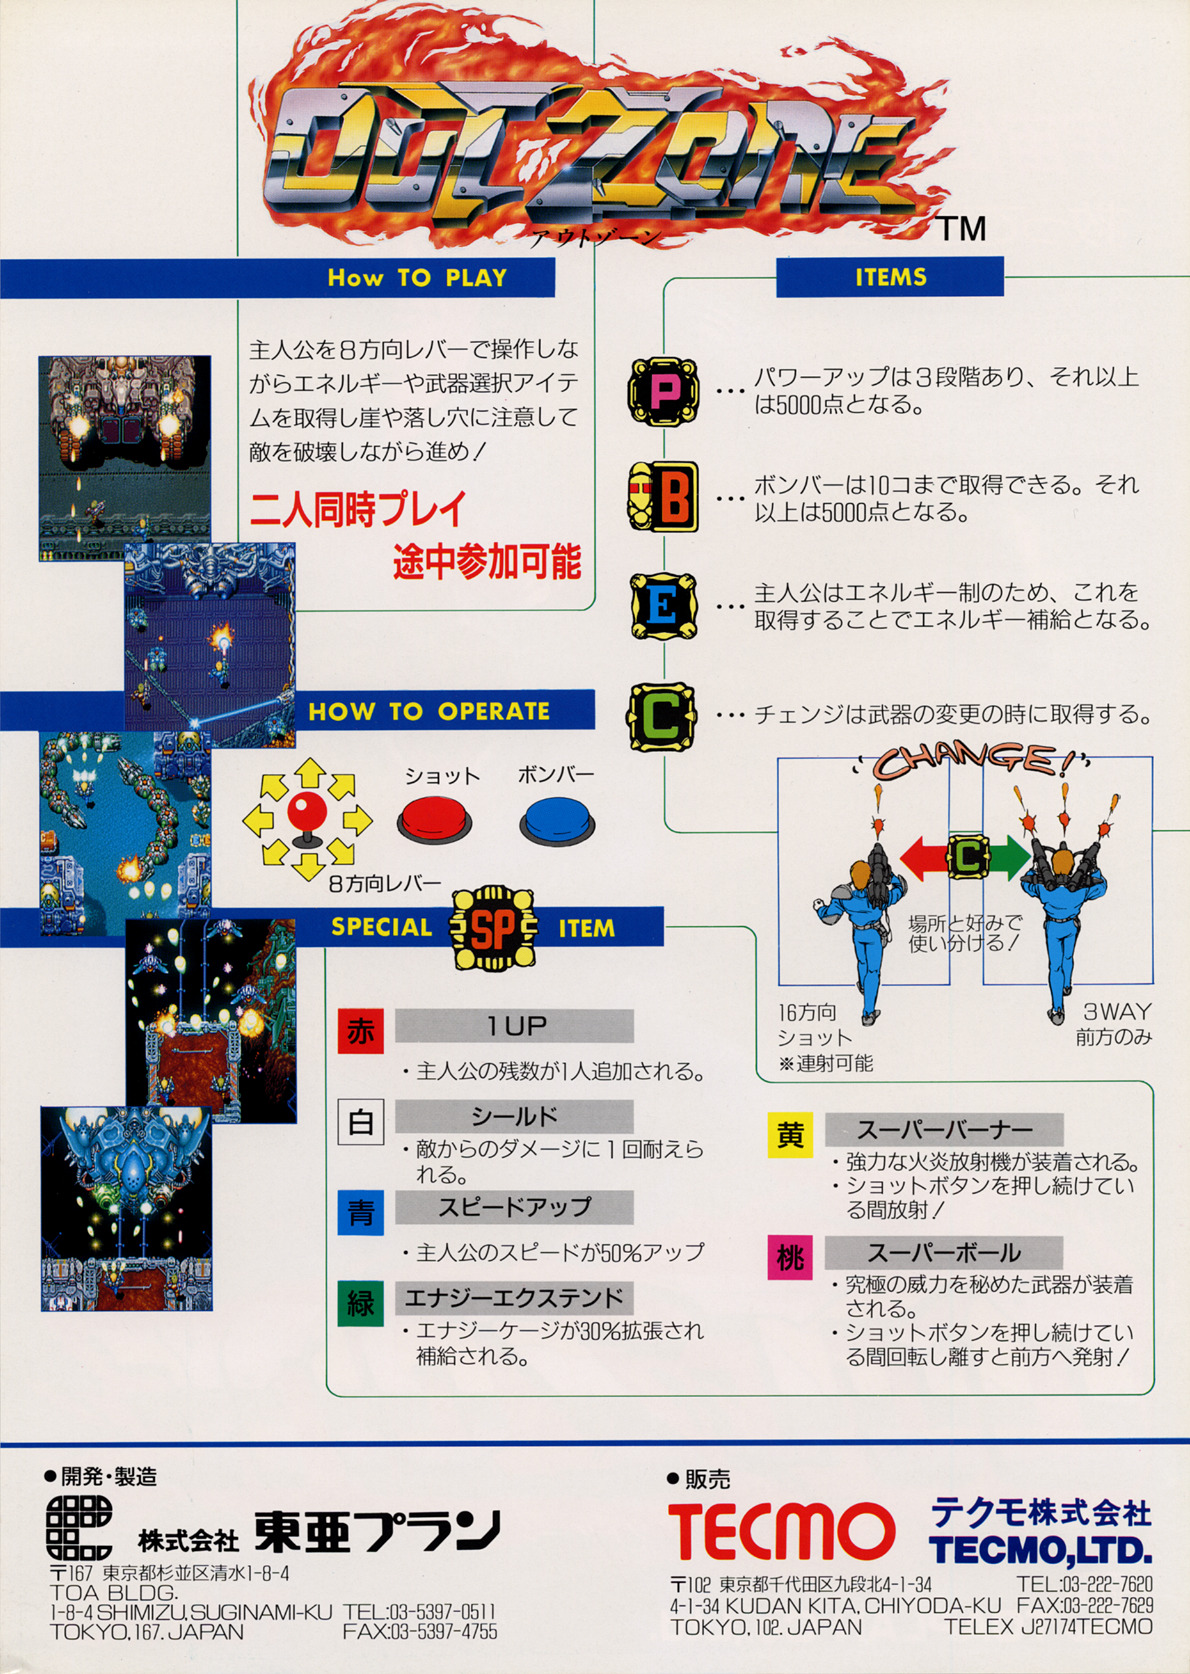 OUT ZONE
アウトゾーン
TM
How TO PLAY
主人公を8方向レバーで操作しな
がらエネルギーや武器選択アイテ
ムを取得し崖や落し穴に注意して
敵を破壊しながら進め!
二人同時プレイ
途中参加可能
ITEMS
P
… パワーアップは3段階あり、それ以上
は5000点となる。
B
… ボンバーは10コまで取得できる。それ
以上は5000点となる。
E
… 主人公はエネルギー制のため、これを
取得することでエネルギー補給となる。
C
… チェンジは武器の変更の時に取得する。
CHANGE!
C
場所と好みで
使い分ける!
16方向
ショット
※連射可能
3WAY
前方のみ
HOW TO OPERATE
ショット
ボンバー
8方向レバー
SPECIAL SP ITEM
赤 1UP
・主人公の残数が1人追加される。
白 シールド
・敵からのダメージに1回耐えら
れる。
青 スピードアップ
・主人公のスピードが50%アップ
緑 エナジーエクステンド
・エナジーケージが30%拡張され
補給される。
黄 スーパーバーナー
・強力な火炎放射機が装着される。
・ショットボタンを押し続けてい
る間放射!
桃 スーパーボール
・究極の威力を秘めた武器が装着
される。
・ショットボタンを押し続けてい
る間回転し離すと前方へ発射!
●開発・製造
株式会社 東亜プラン
〒167 東京都杉並区清水1-8-4
TOA BLDG.
1-8-4 SHIMIZU, SUGINAMI-KU TEL:03-5397-0511
TOKYO, 167. JAPAN FAX:03-5397-4755
●販売
TECMO
テクモ株式会社
TECMO,LTD.
〒102 東京都千代田区九段北4-1-34 TEL:03-222-7620
4-1-34 KUDAN KITA, CHIYODA-KU FAX:03-222-7629
TOKYO, 102. JAPAN TELEX J27174TECMO